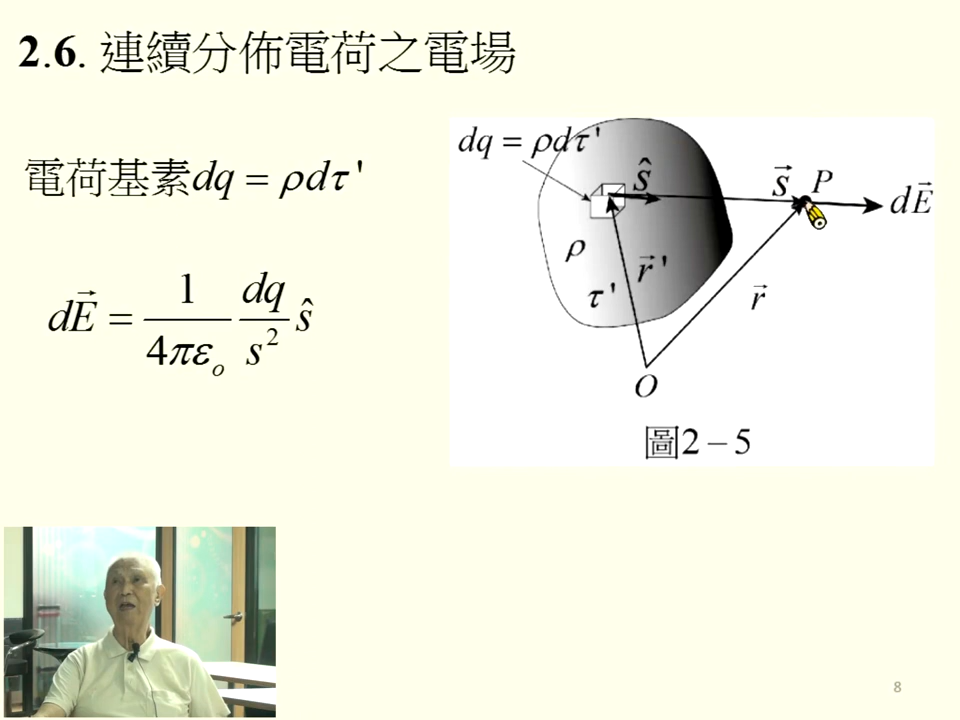 2.6. 連續分佈電荷之電場
電荷基素dq = ρdτ'
dE⃗ = 1/4πεₒ dq/s² ŝ
dq = ρdτ'
ŝ
s⃗ P
dE⃗
ρ
τ'
r⃗'
r⃗
O
圖2–5
8